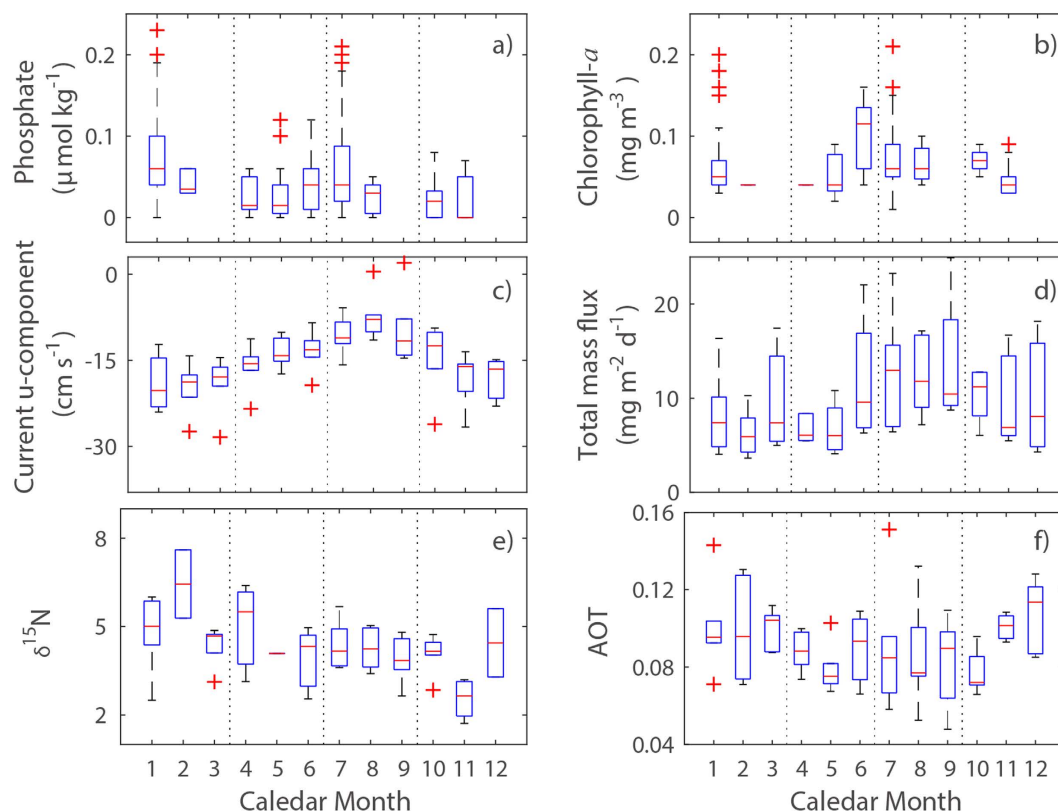 Phosphate
(μmol kg⁻¹)
0.2
0.1
0
a)
Chlorophyll-a
(mg m⁻³)
0.2
0.1
0
b)
Current u-component
(cm s⁻¹)
0
-15
-30
c)
Total mass flux
(mg m⁻² d⁻¹)
20
10
0
d)
δ¹⁵N
8
5
2
e)
1 2 3 4 5 6 7 8 9 10 11 12
Caledar Month
AOT
0.16
0.12
0.08
0.04
f)
1 2 3 4 5 6 7 8 9 10 11 12
Caledar Month